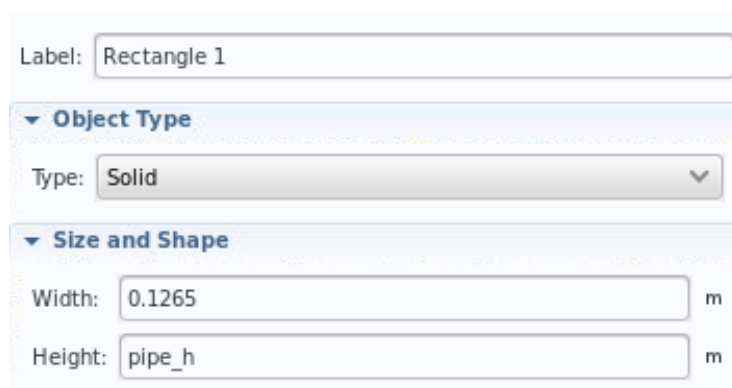 Label: Rectangle 1
Object Type
Type: Solid
Size and Shape
Width: 0.1265 m
Height: pipe_h m